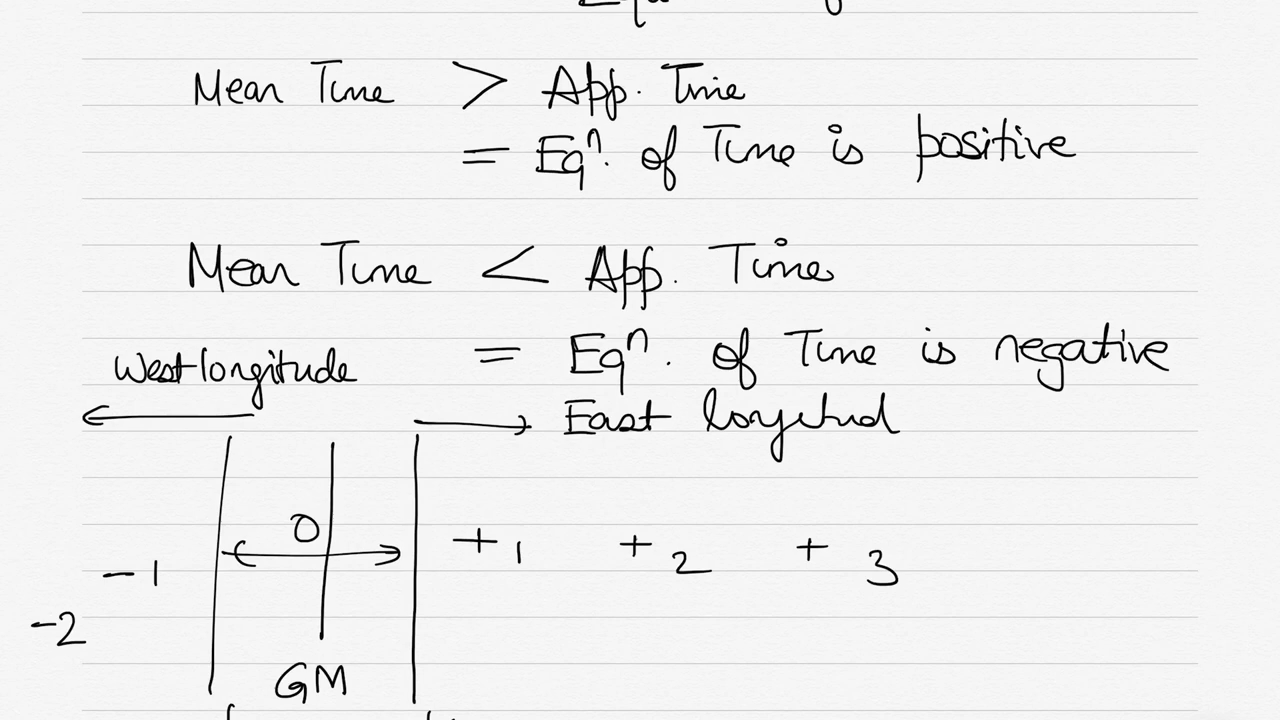 Mean Time > App. Time
= Eqⁿ. of Time is positive
Mean Time < App. Time
= Eqⁿ. of Time is negative
West longitude
East longitud
0
+1 +2 +3
-1
-2
GM